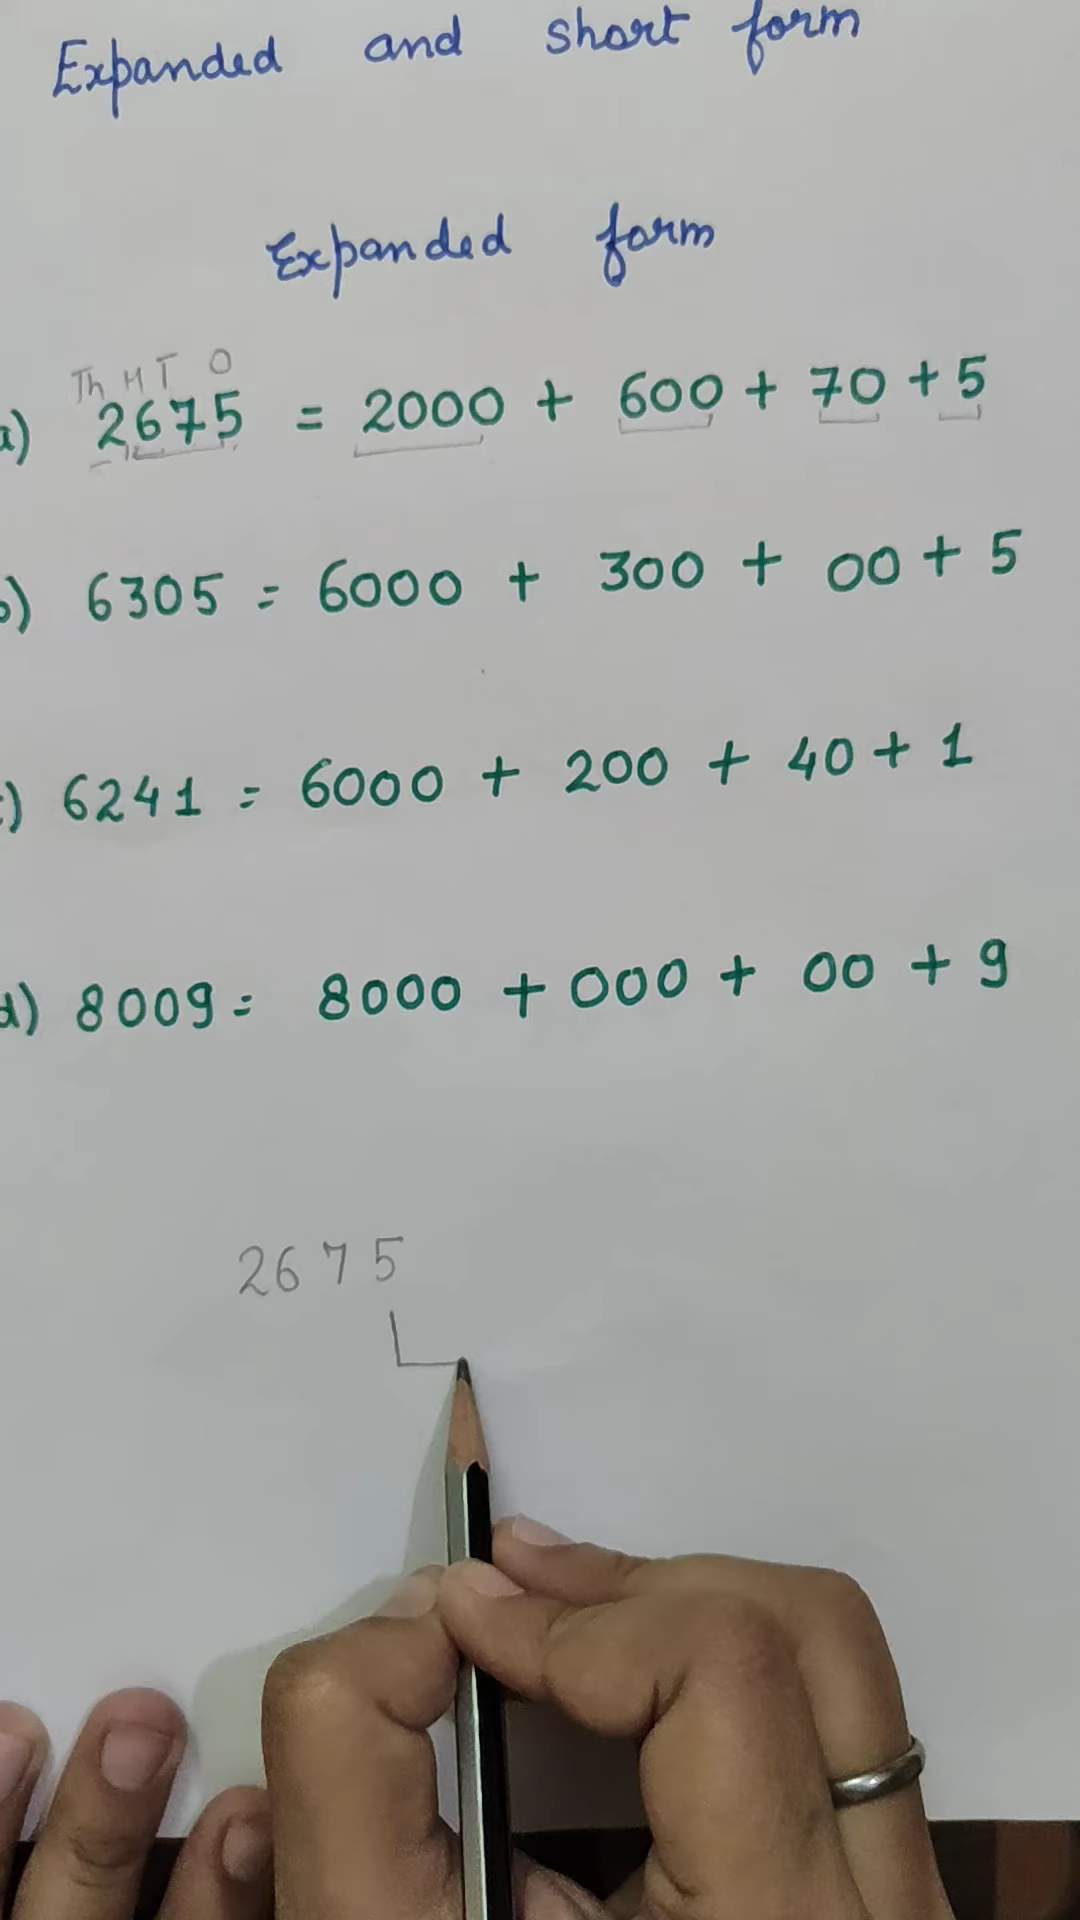 Expanded and short form
Expanded form
Th H T O
a) 2675 = 2000 + 600 + 70 + 5
b) 6305 = 6000 + 300 + 00 + 5
c) 6241 = 6000 + 200 + 40 + 1
d) 8009 = 8000 + 000 + 00 + 9
2675